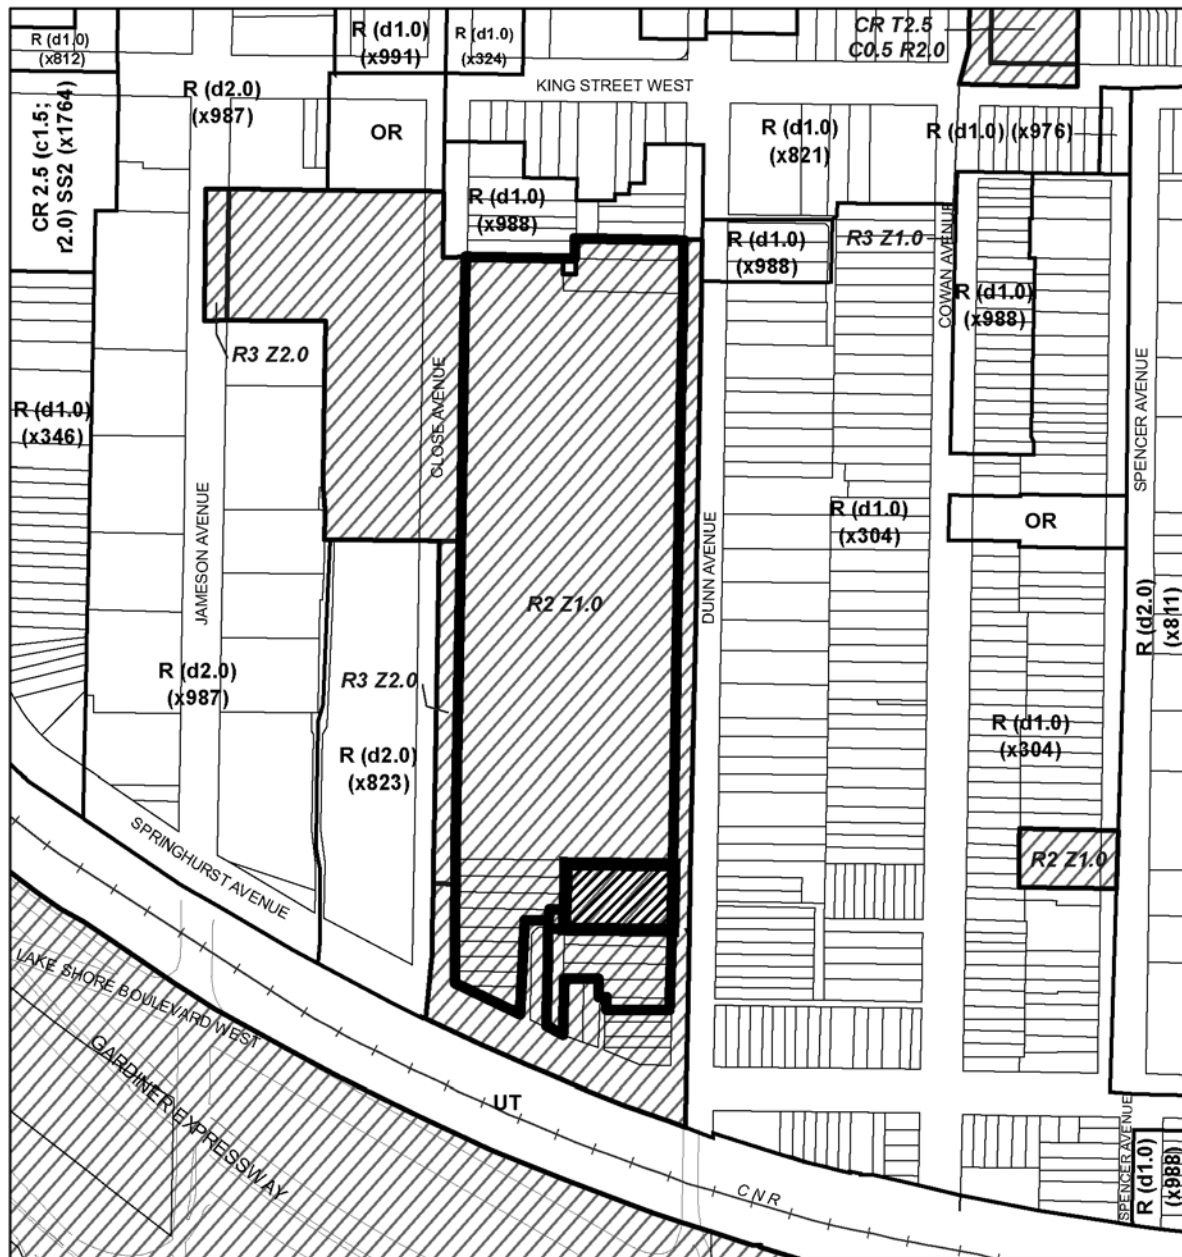 R (d1.0)
(x812)
R (d1.0)
(x991)
R (d1.0)
(x324)
CR T2.5
C0.5 R2.0
KING STREET WEST
CR 2.5 (c1.5;
r2.0) SS2 (x1764)
R (d2.0)
(x987)
OR
R (d1.0)
(x821)
R (d1.0) (x976)
R (d1.0)
(x988)
R (d1.0)
(x988)
R3 Z1.0
COWAN AVENUE
R (d1.0)
(x988)
R3 Z2.0
CLOSE AVENUE
SPENCER AVENUE
R (d1.0)
(x346)
JAMESON AVENUE
DUNN AVENUE
R (d1.0)
(x304)
OR
R2 Z1.0
R (d2.0)
(x811)
R (d2.0)
(x987)
R3 Z2.0
R (d2.0)
(x823)
R (d1.0)
(x304)
R2 Z1.0
SPRINGHURST AVENUE
LAKE SHORE BOULEVARD WEST
GARDINER EXPRESSWAY
UT
CNR
SPENCER AVENUE
R (d1.0)
(x988)